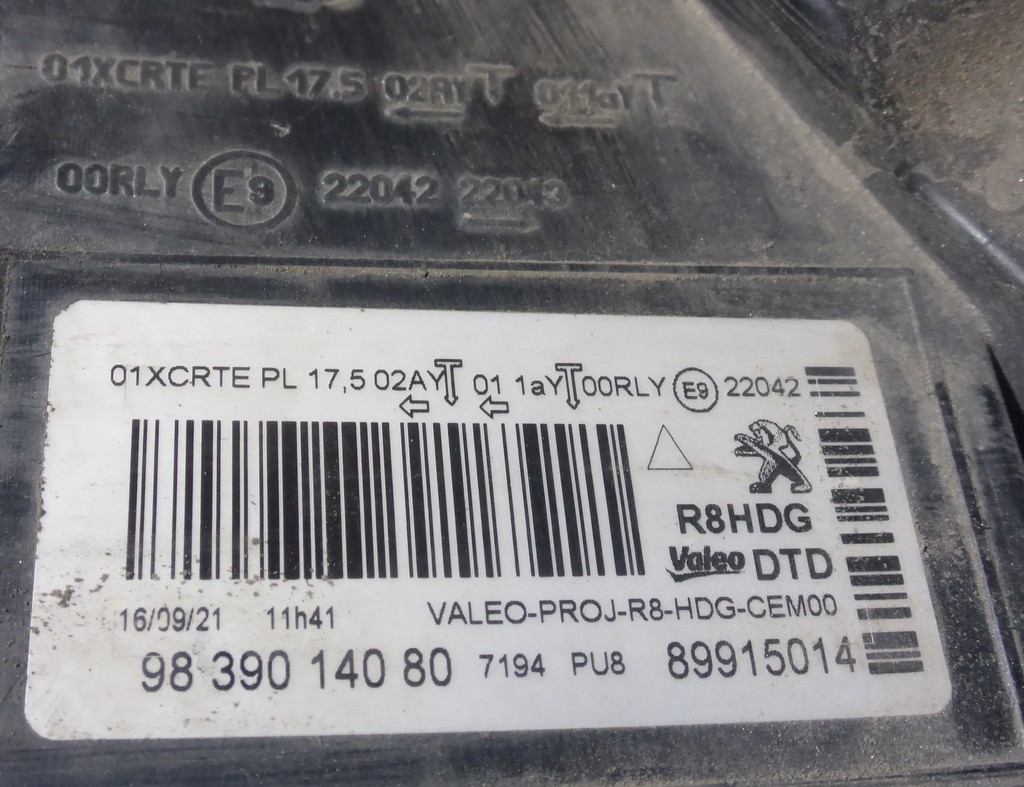 01XCRTE PL 17.5 02AY 011aY
00RLY E9 22042 22043
01XCRTE PL 17,5 02AY 01 1aY 00RLY E9 22042
R8HDG
Valeo DTD
16/09/21 11h41 VALEO-PROJ-R8-HDG-CEM00
98 390 140 80 7194 PU8 89915014